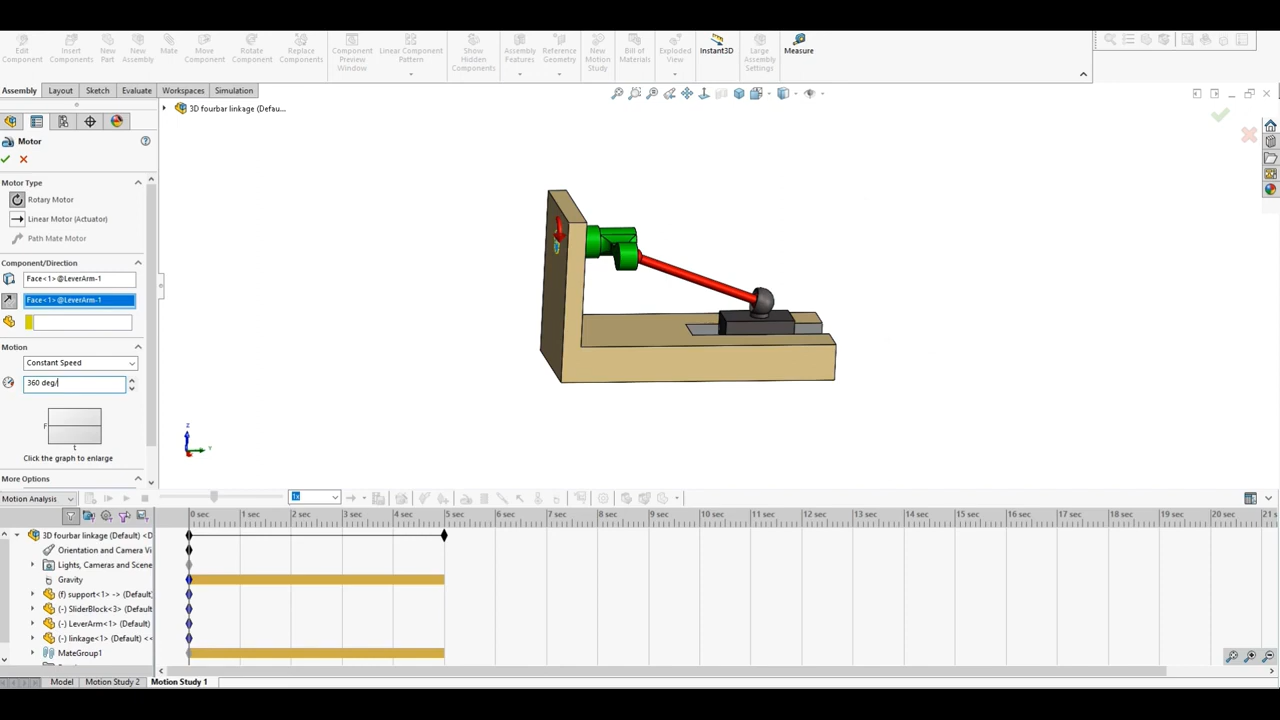 Edit Component
Insert Components
New Part
New Assembly
Mate
Move Component
Rotate Component
Replace Components
Component Preview Window
Linear Component Pattern
Show Hidden Components
Assembly Features
Reference Geometry
New Motion Study
Bill of Materials
Exploded View
Instant3D
Large Assembly Settings
Measure
Assembly Layout Sketch Evaluate Workspaces Simulation
3D fourbar linkage (Defau...
Motor
Motor Type
Rotary Motor
Linear Motor (Actuator)
Path Mate Motor
Component/Direction
Face<1>@LeverArm-1
Face<1>@LeverArm-1
Motion
Constant Speed
360 deg/
F
t
Click the graph to enlarge
More Options
Z
Y
Motion Analysis
1x
0 sec 1 sec 2 sec 3 sec 4 sec 5 sec 6 sec 7 sec 8 sec 9 sec 10 sec 11 sec 12 sec 13 sec 14 sec 15 sec 16 sec 17 sec 18 sec 19 sec 20 sec 21 s
3D fourbar linkage (Default) <D
Orientation and Camera Vi
Lights, Cameras and Scene
Gravity
(f) support<1> -> (Default)
(-) SliderBlock<3> (Default)
(-) LeverArm<1> (Default)
(-) linkage<1> (Default) <<
MateGroup1
Model Motion Study 2 Motion Study 1